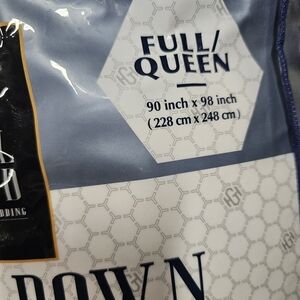 FULL/
QUEEN
90 inch x 98 inch
(228 cm x 248 cm)
DOWN